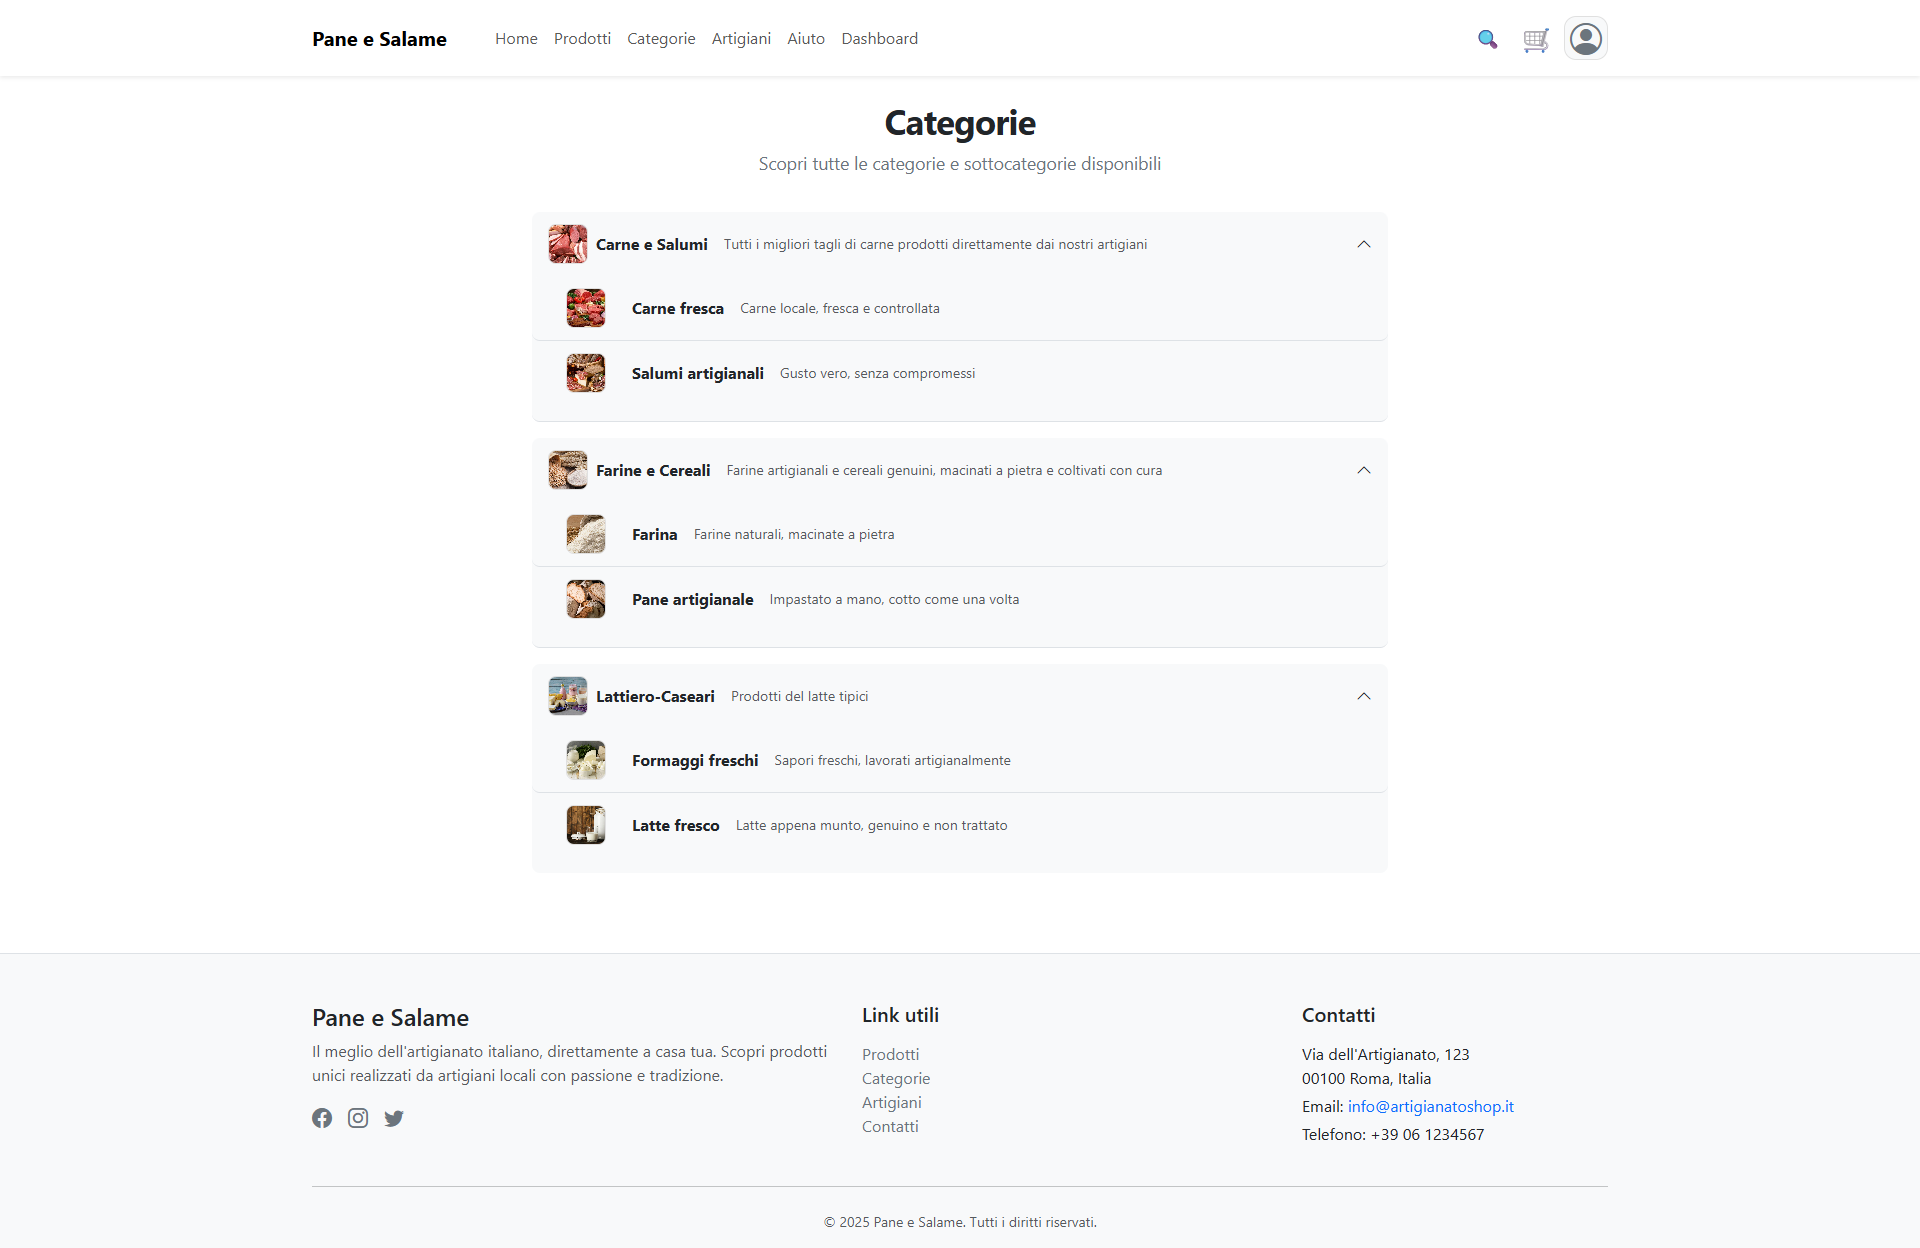 Pane e Salame
Home Prodotti Categorie Artigiani Aiuto Dashboard
Categorie
Scopri tutte le categorie e sottocategorie disponibili
Carne e Salumi Tutti i migliori tagli di carne prodotti direttamente dai nostri artigiani
Carne fresca Carne locale, fresca e controllata
Salumi artigianali Gusto vero, senza compromessi
Farine e Cereali Farine artigianali e cereali genuini, macinati a pietra e coltivati con cura
Farina Farine naturali, macinate a pietra
Pane artigianale Impastato a mano, cotto come una volta
Lattiero-Caseari Prodotti del latte tipici
Formaggi freschi Sapori freschi, lavorati artigianalmente
Latte fresco Latte appena munto, genuino e non trattato
Pane e Salame
Il meglio dell'artigianato italiano, direttamente a casa tua. Scopri prodotti
unici realizzati da artigiani locali con passione e tradizione.
Link utili
Prodotti
Categorie
Artigiani
Contatti
Contatti
Via dell'Artigianato, 123
00100 Roma, Italia
Email: info@artigianatoshop.it
Telefono: +39 06 1234567
© 2025 Pane e Salame. Tutti i diritti riservati.